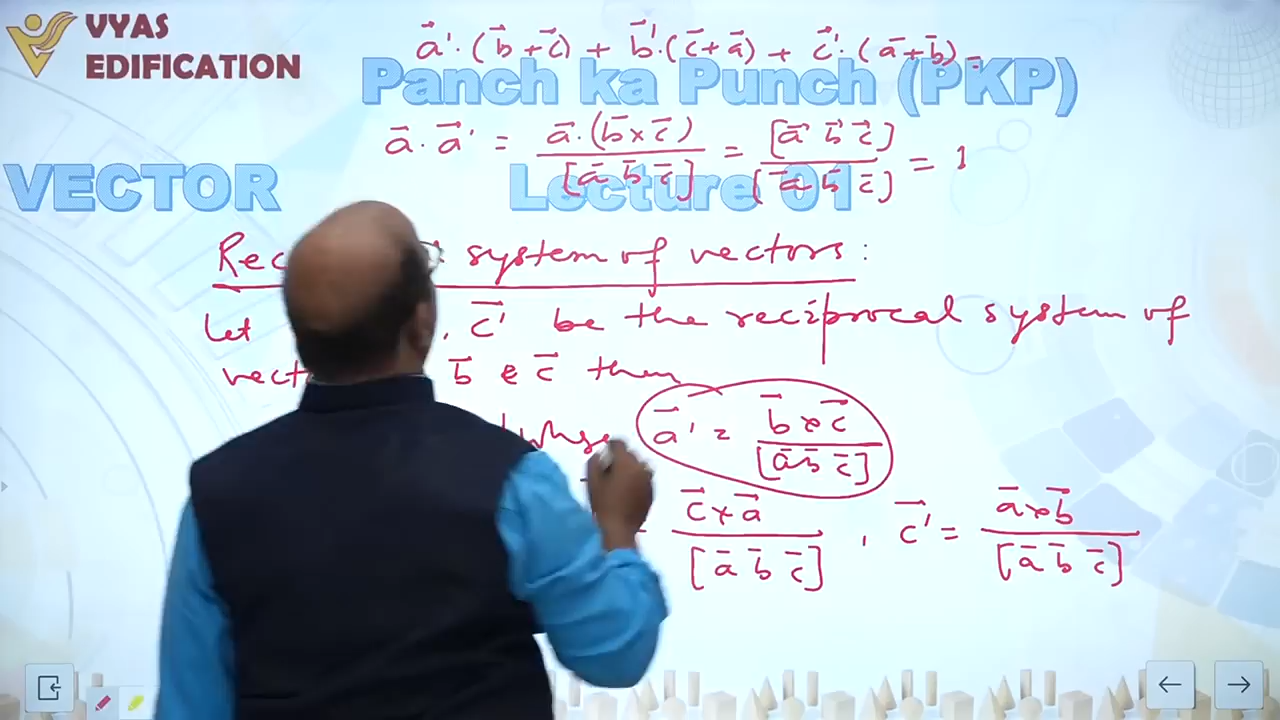 VYAS
EDIFICATION
a⃗'·(b⃗+c⃗) + b⃗'·(c⃗+a⃗) + c⃗'·(a⃗+b⃗) =
Panch ka Punch (PKP)
a⃗·a⃗' = a⃗·(b⃗×c⃗)/[a⃗ b⃗ c⃗] = [a⃗ b⃗ c⃗]/[a⃗ b⃗ c⃗] = 1
VECTOR Lecture 01
system of vectors:
Let , c⃗' be the reciprocal system of
b⃗ & c⃗ then
a⃗' = b⃗×c⃗/[a⃗ b⃗ c⃗]
= c⃗×a⃗/[a⃗ b⃗ c⃗] , c⃗' = a⃗×b⃗/[a⃗ b⃗ c⃗]